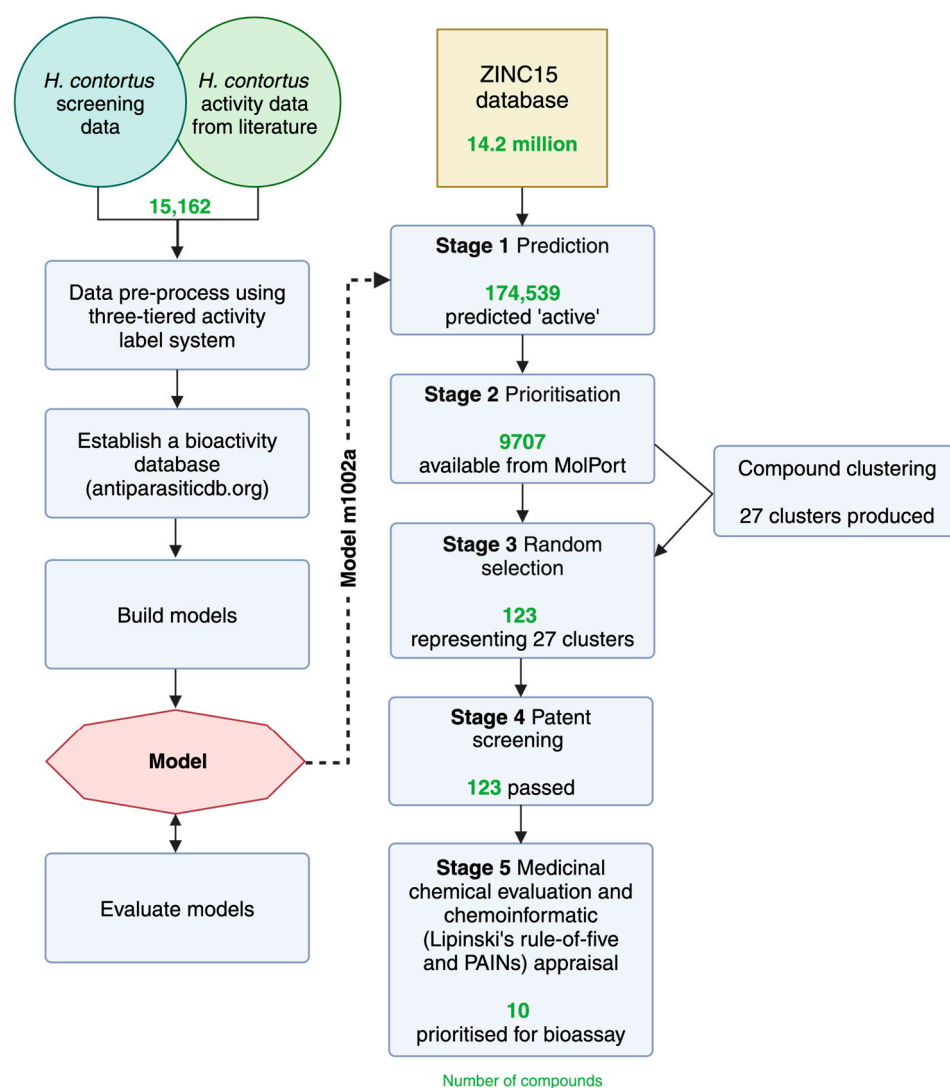 H. contortus
screening
data
H. contortus
activity data
from literature
15,162
Data pre-process using
three-tiered activity
label system
Establish a bioactivity
database
(antiparasiticdb.org)
Build models
Model
Evaluate models
Model m1002a
ZINC15
database
14.2 million
Stage 1 Prediction
174,539
predicted 'active'
Stage 2 Prioritisation
9707
available from MolPort
Compound clustering
27 clusters produced
Stage 3 Random
selection
123
representing 27 clusters
Stage 4 Patent
screening
123 passed
Stage 5 Medicinal
chemical evaluation and
chemoinformatic
(Lipinski's rule-of-five
and PAINs) appraisal
10
prioritised for bioassay
Number of compounds